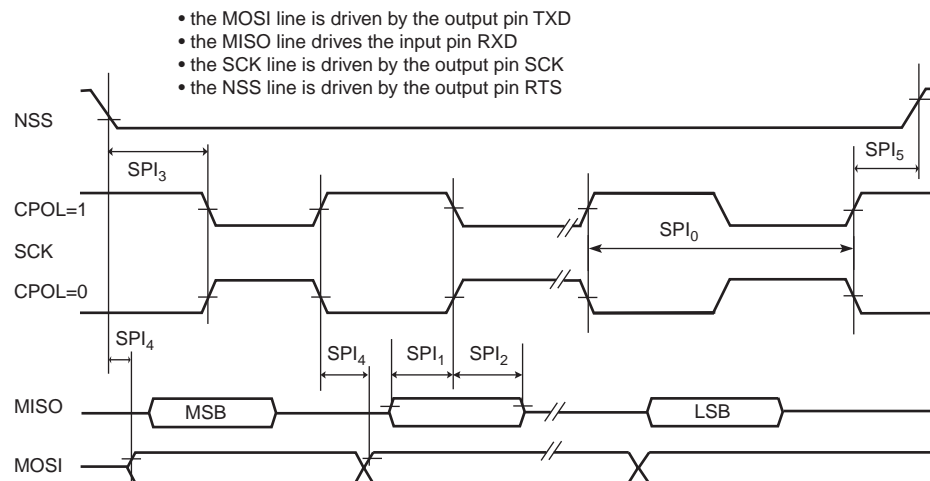 • the MOSI line is driven by the output pin TXD
• the MISO line drives the input pin RXD
• the SCK line is driven by the output pin SCK
• the NSS line is driven by the output pin RTS
NSS
SPI₃
SPI₅
CPOL=1
SPI₀
SCK
CPOL=0
SPI₄
SPI₄
SPI₁
SPI₂
MISO
MSB
LSB
MOSI